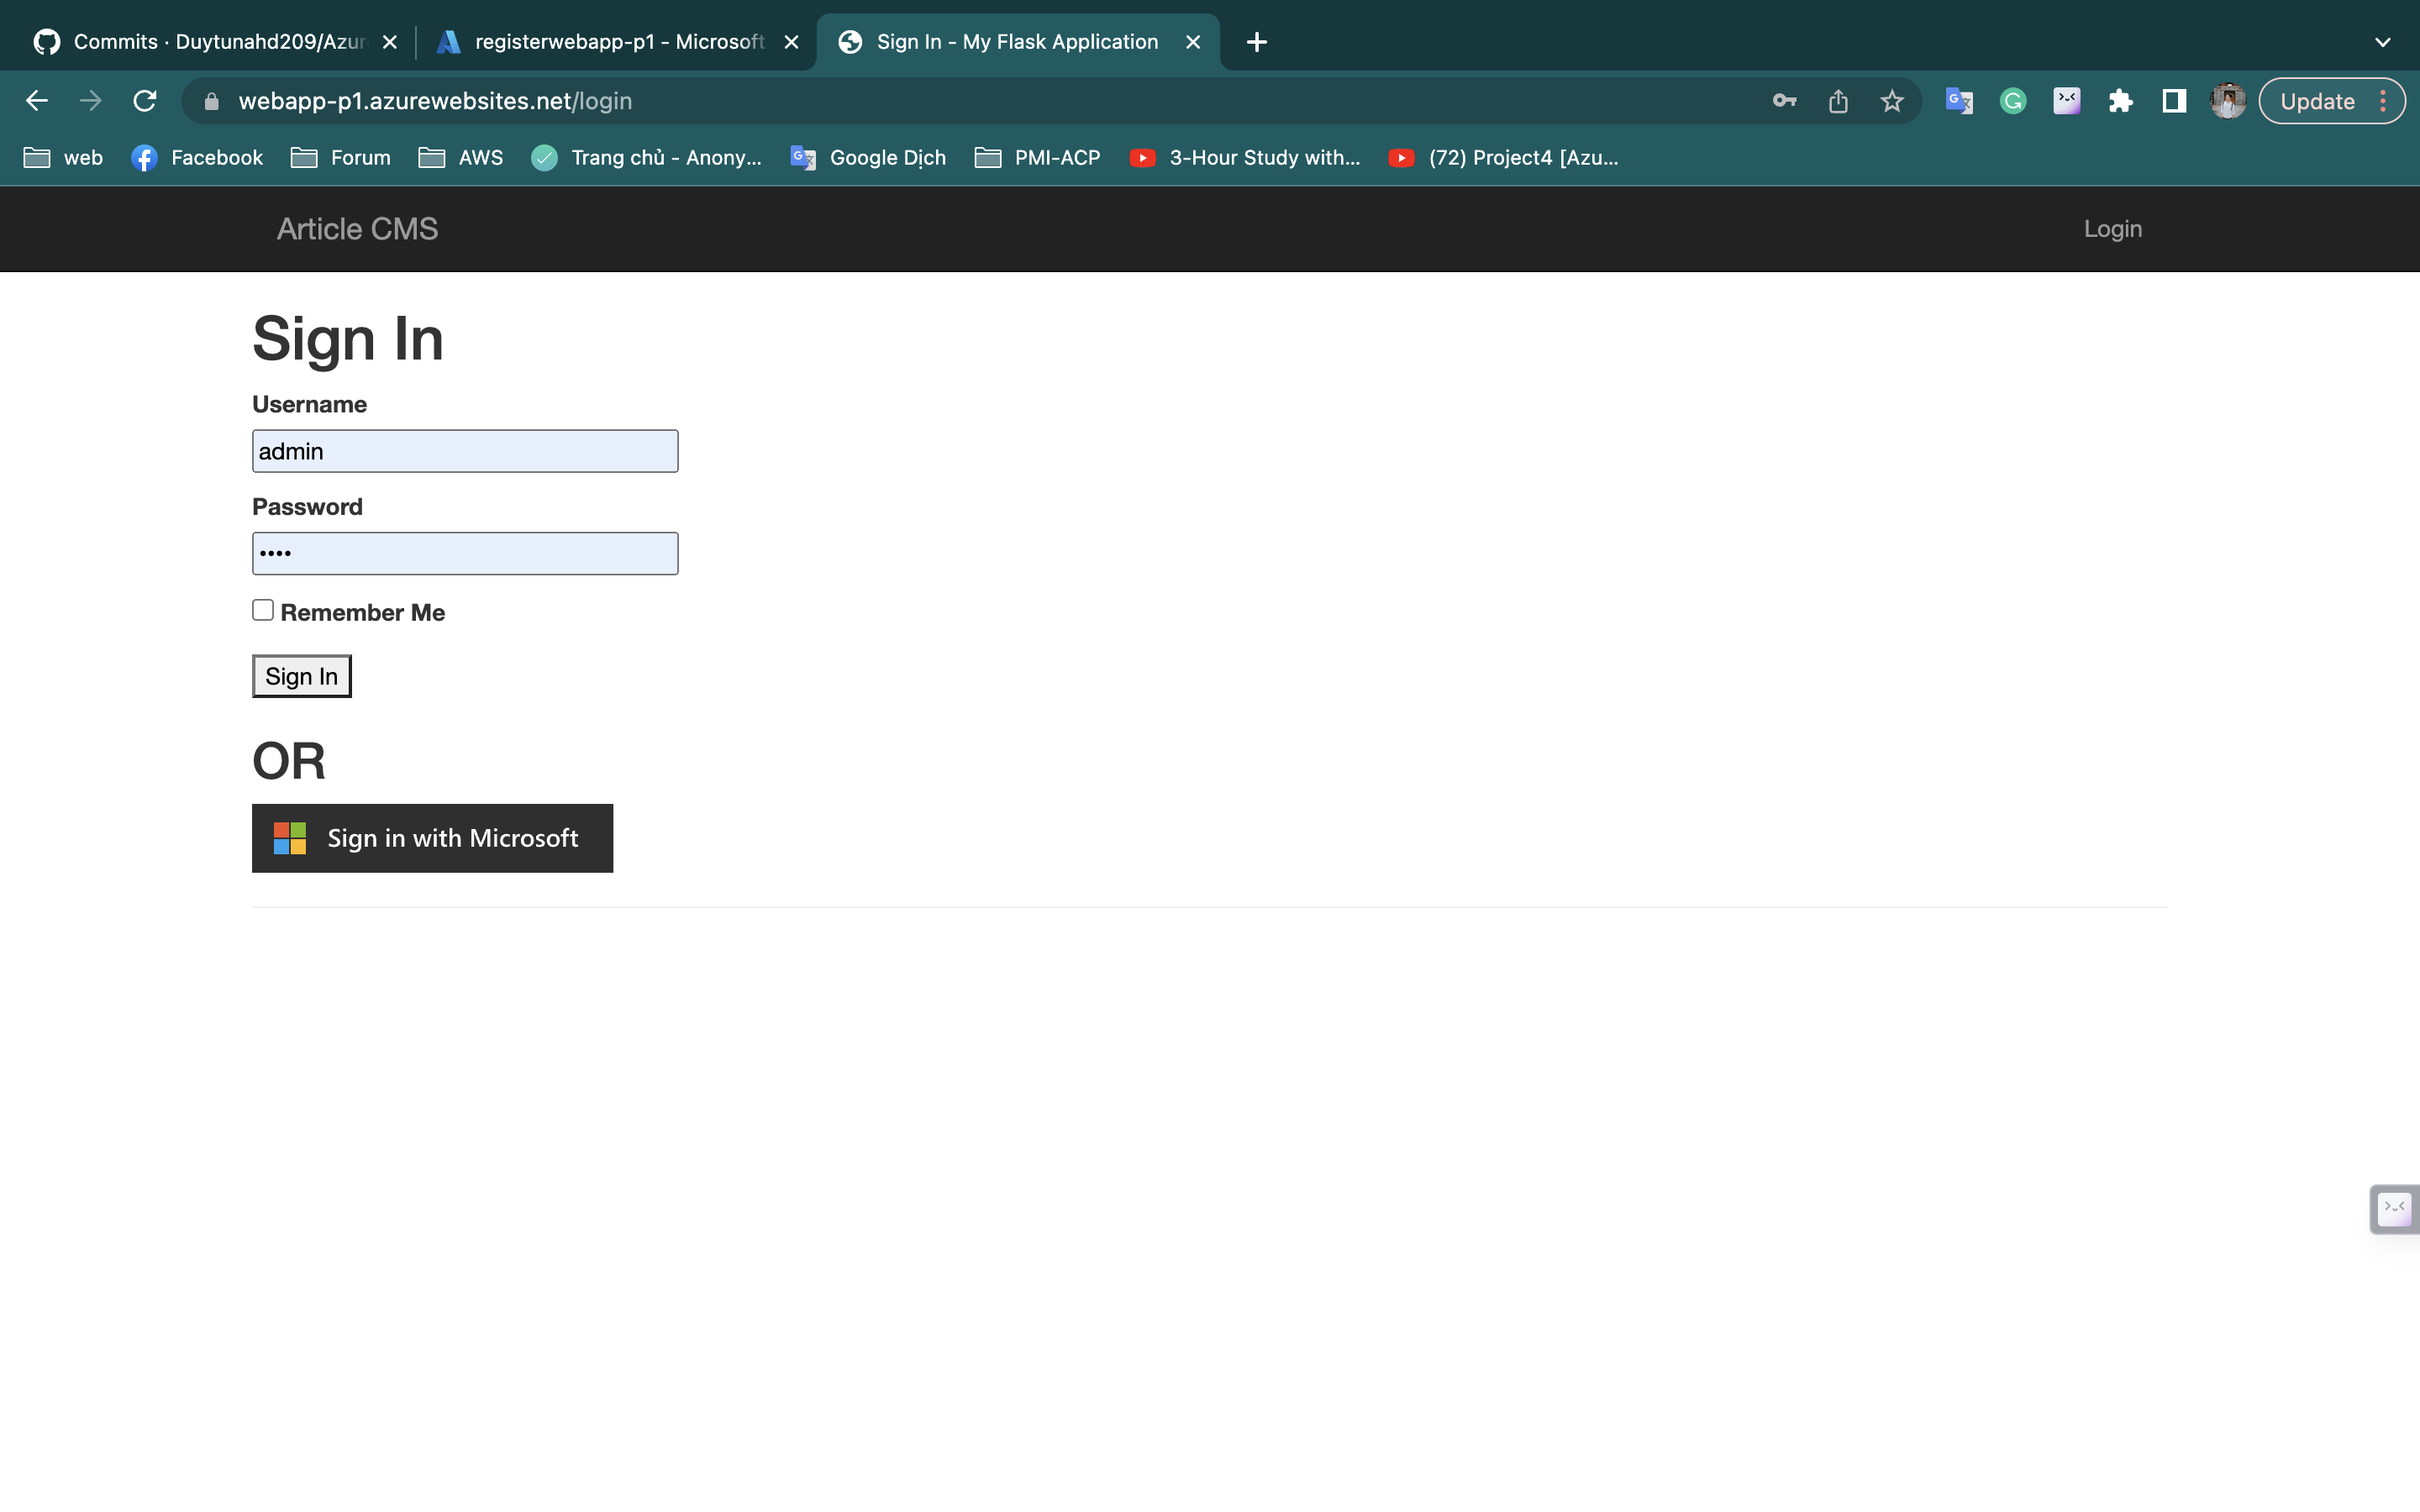 Commits · Duytunahd209/Azur
registerwebapp-p1 - Microsoft
Sign In - My Flask Application
webapp-p1.azurewebsites.net/login
Update
web
Facebook
Forum
AWS
Trang chủ - Anony...
Google Dịch
PMI-ACP
3-Hour Study with...
(72) Project4 [Azu...
Article CMS
Login
Sign In
Username
admin
Password
••••
Remember Me
Sign In
OR
Sign in with Microsoft